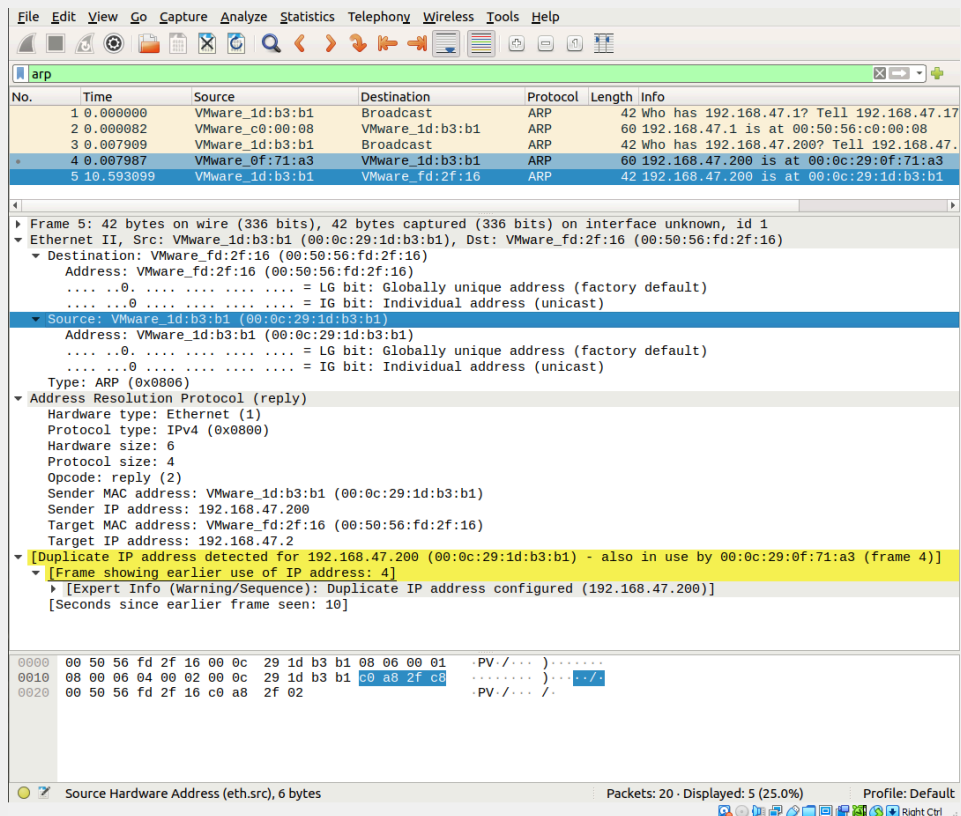 File Edit View Go Capture Analyze Statistics Telephony Wireless Tools Help
arp
No. Time Source Destination Protocol Length Info
1 0.000000 VMware_1d:b3:b1 Broadcast ARP 42 Who has 192.168.47.1? Tell 192.168.47.17
2 0.000082 VMware_c0:00:08 VMware_1d:b3:b1 ARP 60 192.168.47.1 is at 00:50:56:c0:00:08
3 0.007909 VMware_1d:b3:b1 Broadcast ARP 42 Who has 192.168.47.200? Tell 192.168.47.
4 0.007987 VMware_0f:71:a3 VMware_1d:b3:b1 ARP 60 192.168.47.200 is at 00:0c:29:0f:71:a3
5 10.593099 VMware_1d:b3:b1 VMware_fd:2f:16 ARP 42 192.168.47.200 is at 00:0c:29:1d:b3:b1
Frame 5: 42 bytes on wire (336 bits), 42 bytes captured (336 bits) on interface unknown, id 1
Ethernet II, Src: VMware_1d:b3:b1 (00:0c:29:1d:b3:b1), Dst: VMware_fd:2f:16 (00:50:56:fd:2f:16)
Destination: VMware_fd:2f:16 (00:50:56:fd:2f:16)
Address: VMware_fd:2f:16 (00:50:56:fd:2f:16)
.... ..0. .... .... .... .... = LG bit: Globally unique address (factory default)
.... ...0 .... .... .... .... = IG bit: Individual address (unicast)
Source: VMware_1d:b3:b1 (00:0c:29:1d:b3:b1)
Address: VMware_1d:b3:b1 (00:0c:29:1d:b3:b1)
.... ..0. .... .... .... .... = LG bit: Globally unique address (factory default)
.... ...0 .... .... .... .... = IG bit: Individual address (unicast)
Type: ARP (0x0806)
Address Resolution Protocol (reply)
Hardware type: Ethernet (1)
Protocol type: IPv4 (0x0800)
Hardware size: 6
Protocol size: 4
Opcode: reply (2)
Sender MAC address: VMware_1d:b3:b1 (00:0c:29:1d:b3:b1)
Sender IP address: 192.168.47.200
Target MAC address: VMware_fd:2f:16 (00:50:56:fd:2f:16)
Target IP address: 192.168.47.2
[Duplicate IP address detected for 192.168.47.200 (00:0c:29:1d:b3:b1) - also in use by 00:0c:29:0f:71:a3 (frame 4)]
[Frame showing earlier use of IP address: 4]
[Expert Info (Warning/Sequence): Duplicate IP address configured (192.168.47.200)]
[Seconds since earlier frame seen: 10]
0000 00 50 56 fd 2f 16 00 0c 29 1d b3 b1 08 06 00 01 ·PV·/··· )·······
0010 08 00 06 04 00 02 00 0c 29 1d b3 b1 c0 a8 2f c8 ········ )·····/·
0020 00 50 56 fd 2f 16 c0 a8 2f 02 ·PV·/··· /·
Source Hardware Address (eth.src), 6 bytes Packets: 20 · Displayed: 5 (25.0%) Profile: Default
Right Ctrl